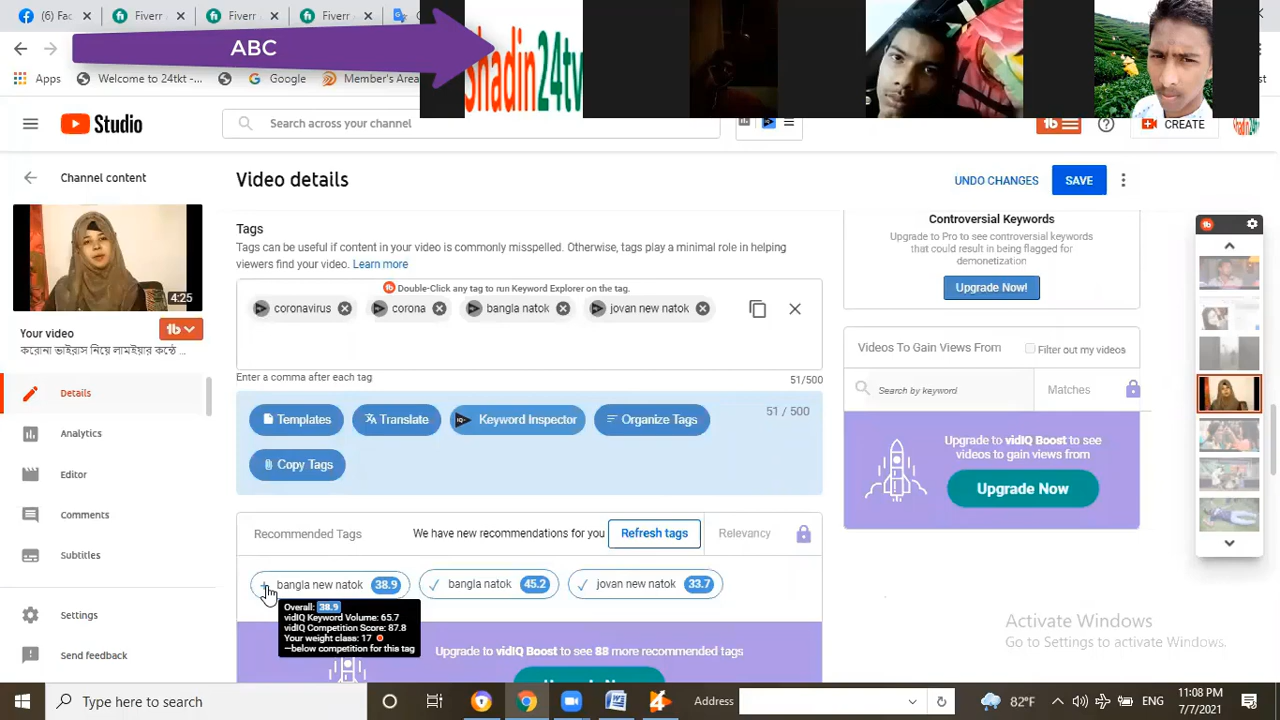 (2) Fa
Fiverr
Fiverr
ABC
Shadin24tv
Apps
Welcome to 24tkt -
Google
Member's Area
st
Studio
Search across your channel
CREATE
Channel content
Video details
UNDO CHANGES
SAVE
4:25
Your video
করোনা ভাইরাস নিয়ে লামইয়ার কন্ঠে ...
Details
Analytics
Editor
Comments
Subtitles
Settings
Send feedback
Tags
Tags can be useful if content in your video is commonly misspelled. Otherwise, tags play a minimal role in helping
viewers find your video. Learn more
Double-Click any tag to run Keyword Explorer on the tag.
coronavirus
corona
bangla natok
jovan new natok
Enter a comma after each tag
51/500
Templates
Translate
IQ
Keyword Inspector
Organize Tags
51 / 500
Copy Tags
Recommended Tags
We have new recommendations for you
Refresh tags
Relevancy
bangla new natok 38.9
bangla natok 45.2
jovan new natok 33.7
Overall: 38.9
vidIQ Keyword Volume: 65.7
vidIQ Competition Score: 87.8
Your weight class: 17
—below competition for this tag
Upgrade to vidIQ Boost to see 88 more recommended tags
Controversial Keywords
Upgrade to Pro to see controversial keywords
that could result in being flagged for
demonetization
Upgrade Now!
Videos To Gain Views From
Filter out my videos
Search by keyword
Matches
Upgrade to vidIQ Boost to see
videos to gain views from
Upgrade Now
Activate Windows
Go to Settings to activate Windows.
Type here to search
Address
82°F
ENG
11:08 PM
7/7/2021